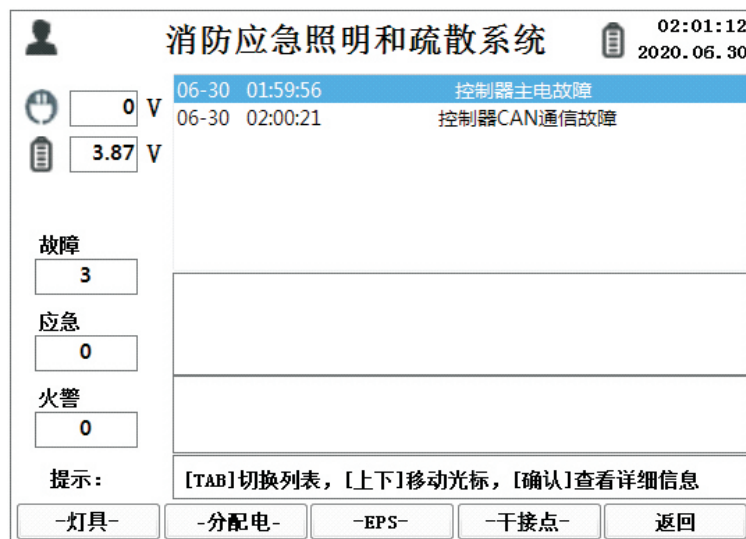 消防应急照明和疏散系统
02:01:12
2020.06.30
0 V
3.87 V
06-30 01:59:56 控制器主电故障
06-30 02:00:21 控制器CAN通信故障
故障
3
应急
0
火警
0
提示：
[TAB]切换列表，[上下]移动光标，[确认]查看详细信息
-灯具-
-分配电-
-EPS-
-干接点-
返回